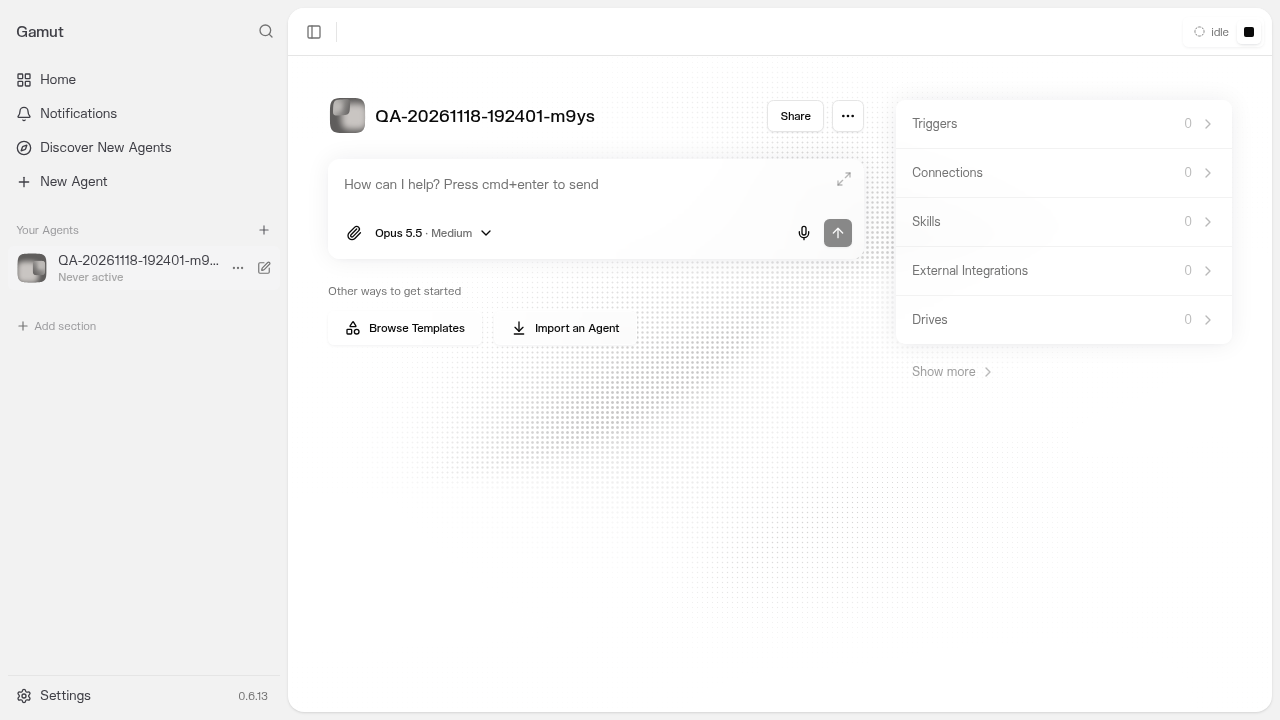 Gamut
Home
Notifications
Discover New Agents
New Agent
Your Agents
QA-20261118-192401-m9...
Never active
Add section
Settings
0.6.13
idle
QA-20261118-192401-m9ys
Share
How can I help? Press cmd+enter to send
Opus 5.5 · Medium
Other ways to get started
Browse Templates
Import an Agent
Triggers 0
Connections 0
Skills 0
External Integrations 0
Drives 0
Show more